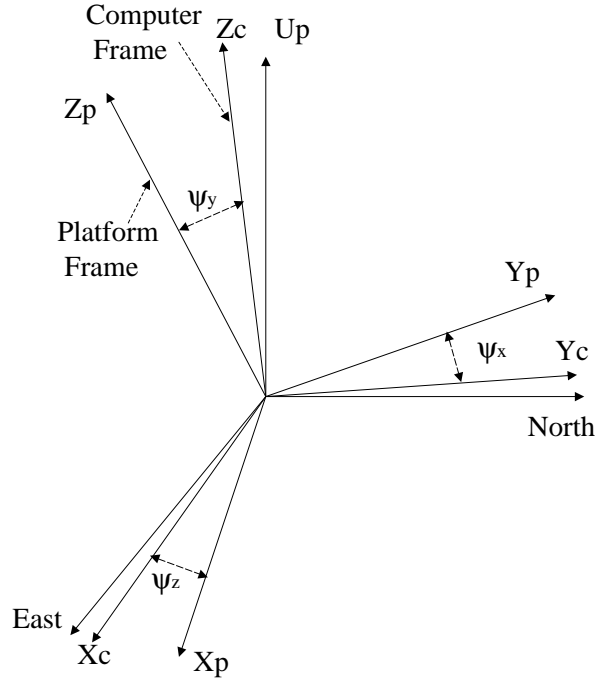 Computer
Frame
Zc
Up
Zp
ψy
Platform
Frame
Yp
ψx
Yc
North
ψz
East
Xc
Xp